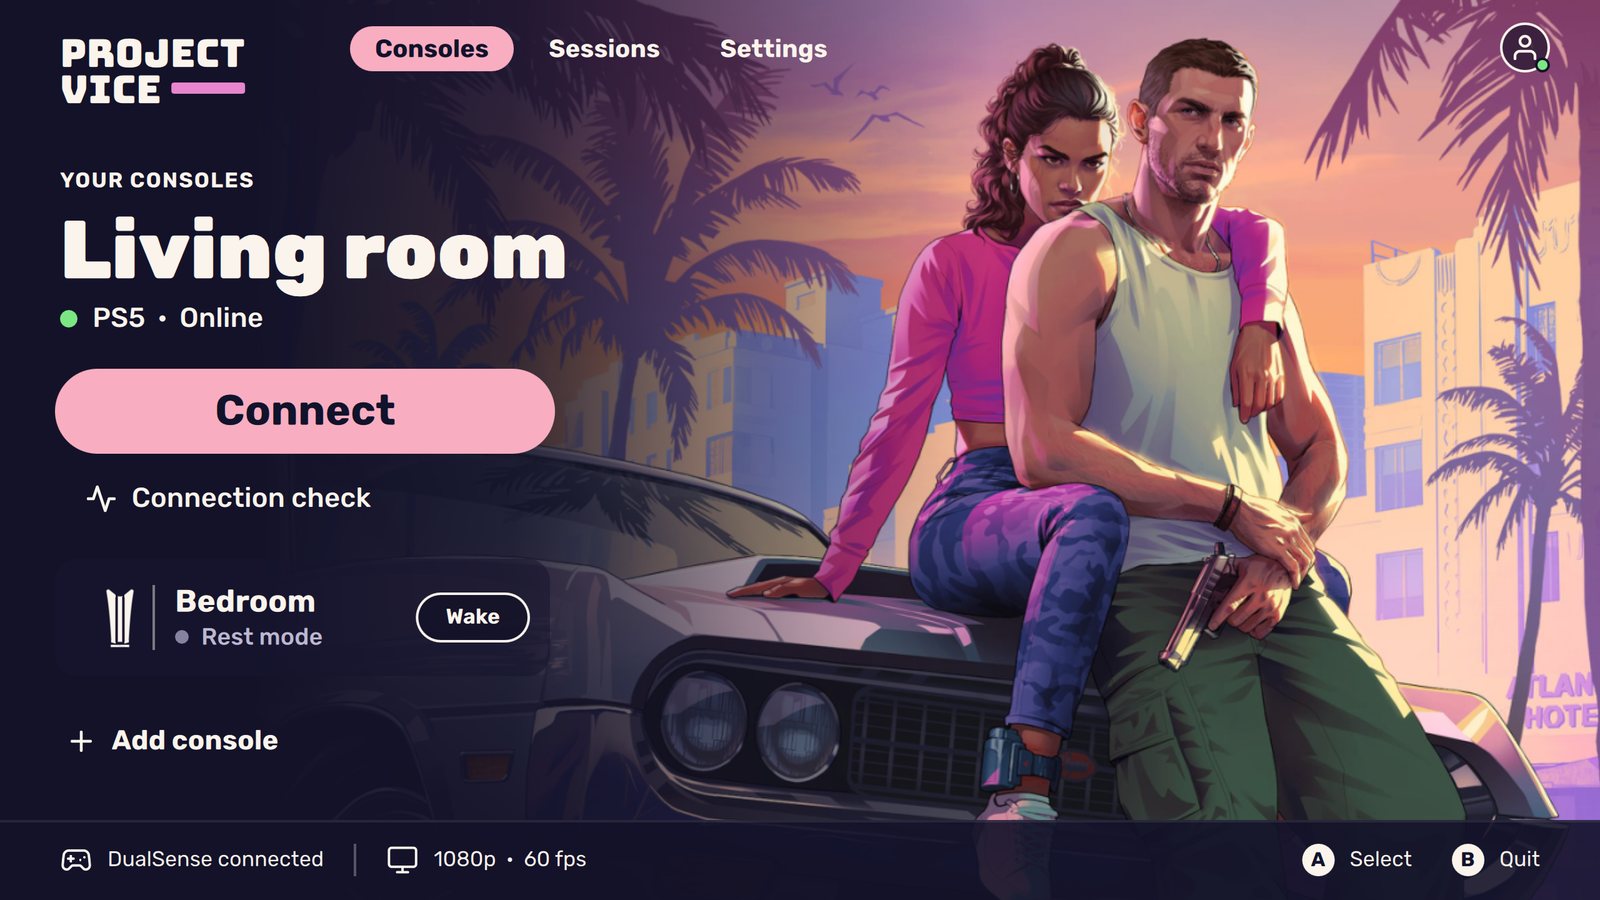 PROJECT
VICE
Consoles
Sessions
Settings
YOUR CONSOLES
Living room
PS5 • Online
Connect
Connection check
Bedroom
Rest mode
Wake
Add console
DualSense connected
1080p • 60 fps
A Select
B Quit